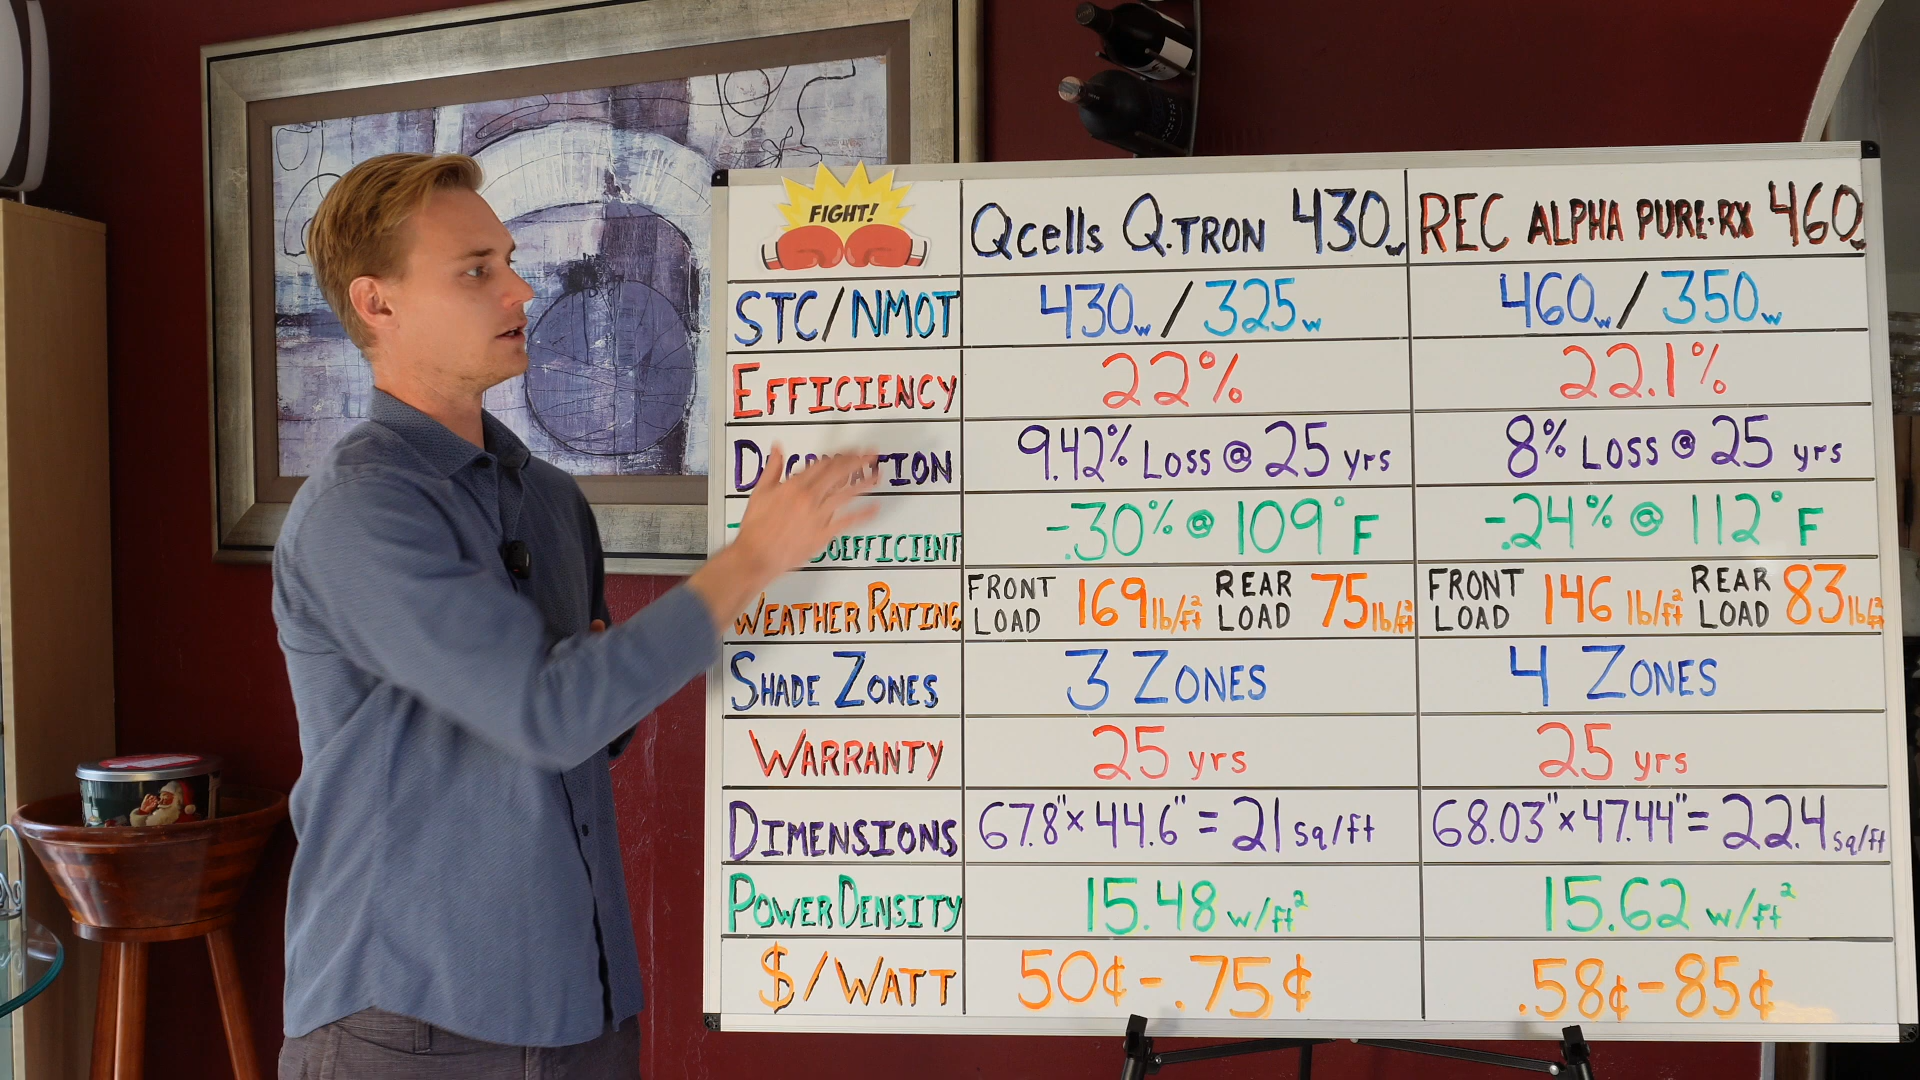 FIGHT!
Qcells Q.TRON 430w
REC ALPHA PURE-RX 460w
STC/NMOT
430w / 325w
460w / 350w
EFFICIENCY
22%
22.1%
9.42% LOSS @ 25 yrs
8% LOSS @ 25 yrs
COEFFICIENT
-.30% @ 109°F
-.24% @ 112°F
WEATHER RATING
FRONT LOAD 169 lb/ft² REAR LOAD 75 lb/ft²
FRONT LOAD 146 lb/ft² REAR LOAD 83 lb/ft²
SHADE ZONES
3 ZONES
4 ZONES
WARRANTY
25 yrs
25 yrs
DIMENSIONS
67.8" x 44.6" = 21 sq/ft
68.03" x 47.44" = 22.4 sq/ft
POWER DENSITY
15.48 w/ft²
15.62 w/ft²
$/WATT
50¢ - .75¢
.58¢ - 85¢